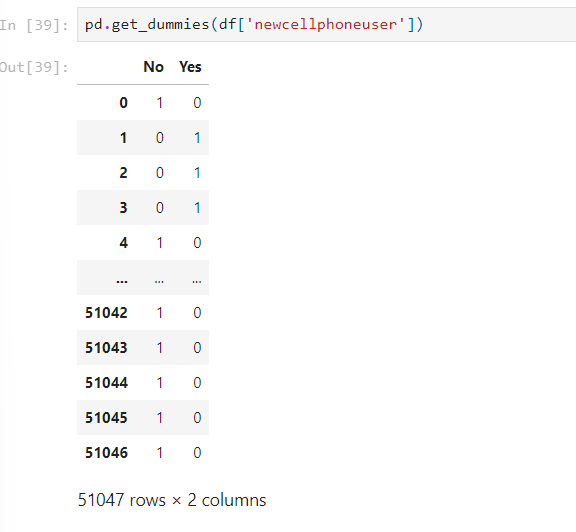 In [39]: pd.get_dummies(df['newcellphoneuser'])
Out[39]:
No Yes
0 1 0
1 0 1
2 0 1
3 0 1
4 1 0
... ... ...
51042 1 0
51043 1 0
51044 1 0
51045 1 0
51046 1 0
51047 rows × 2 columns